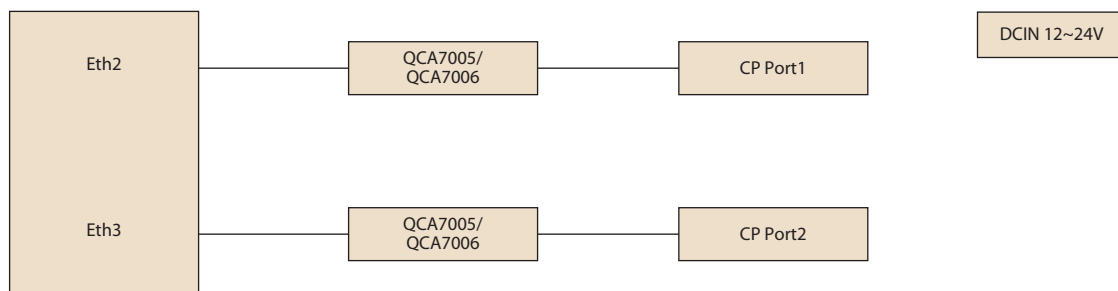 DCIN 12~24V
Eth2
QCA7005/
QCA7006
CP Port1
Eth3
QCA7005/
QCA7006
CP Port2